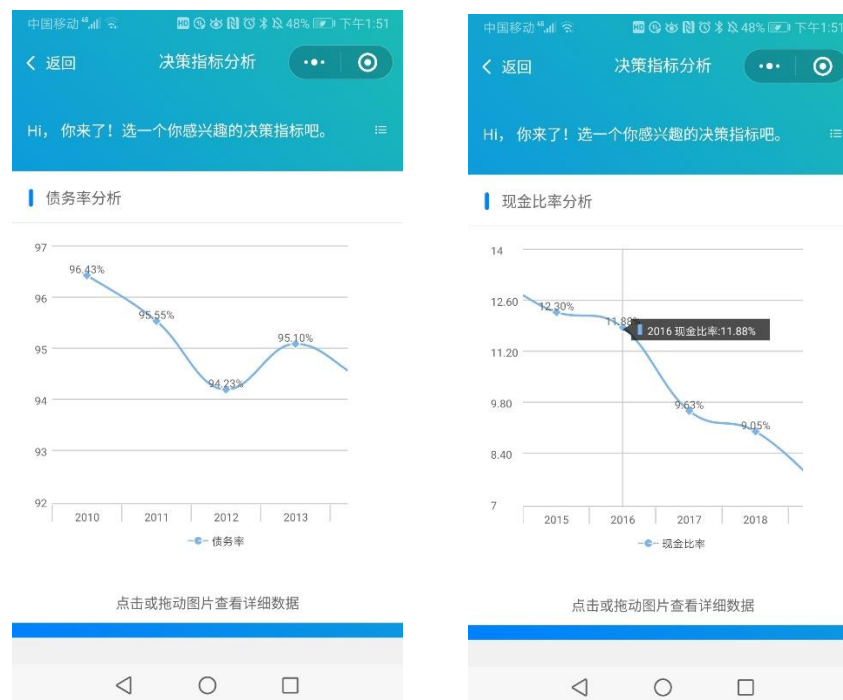 中国移动 46 HD N 48% 下午1:51
返回 决策指标分析
Hi， 你来了！选一个你感兴趣的决策指标吧。
债务率分析
97
96.43%
96
95.55%
95.10%
95
94.23%
94
93
92
2010 2011 2012 2013
债务率
点击或拖动图片查看详细数据
中国移动 46 HD N 48% 下午1:51
返回 决策指标分析
Hi， 你来了！选一个你感兴趣的决策指标吧。
现金比率分析
14
12.60 12.30%
11.88% 2016 现金比率:11.88%
11.20
9.80 9.63%
9.05%
8.40
7
2015 2016 2017 2018
现金比率
点击或拖动图片查看详细数据